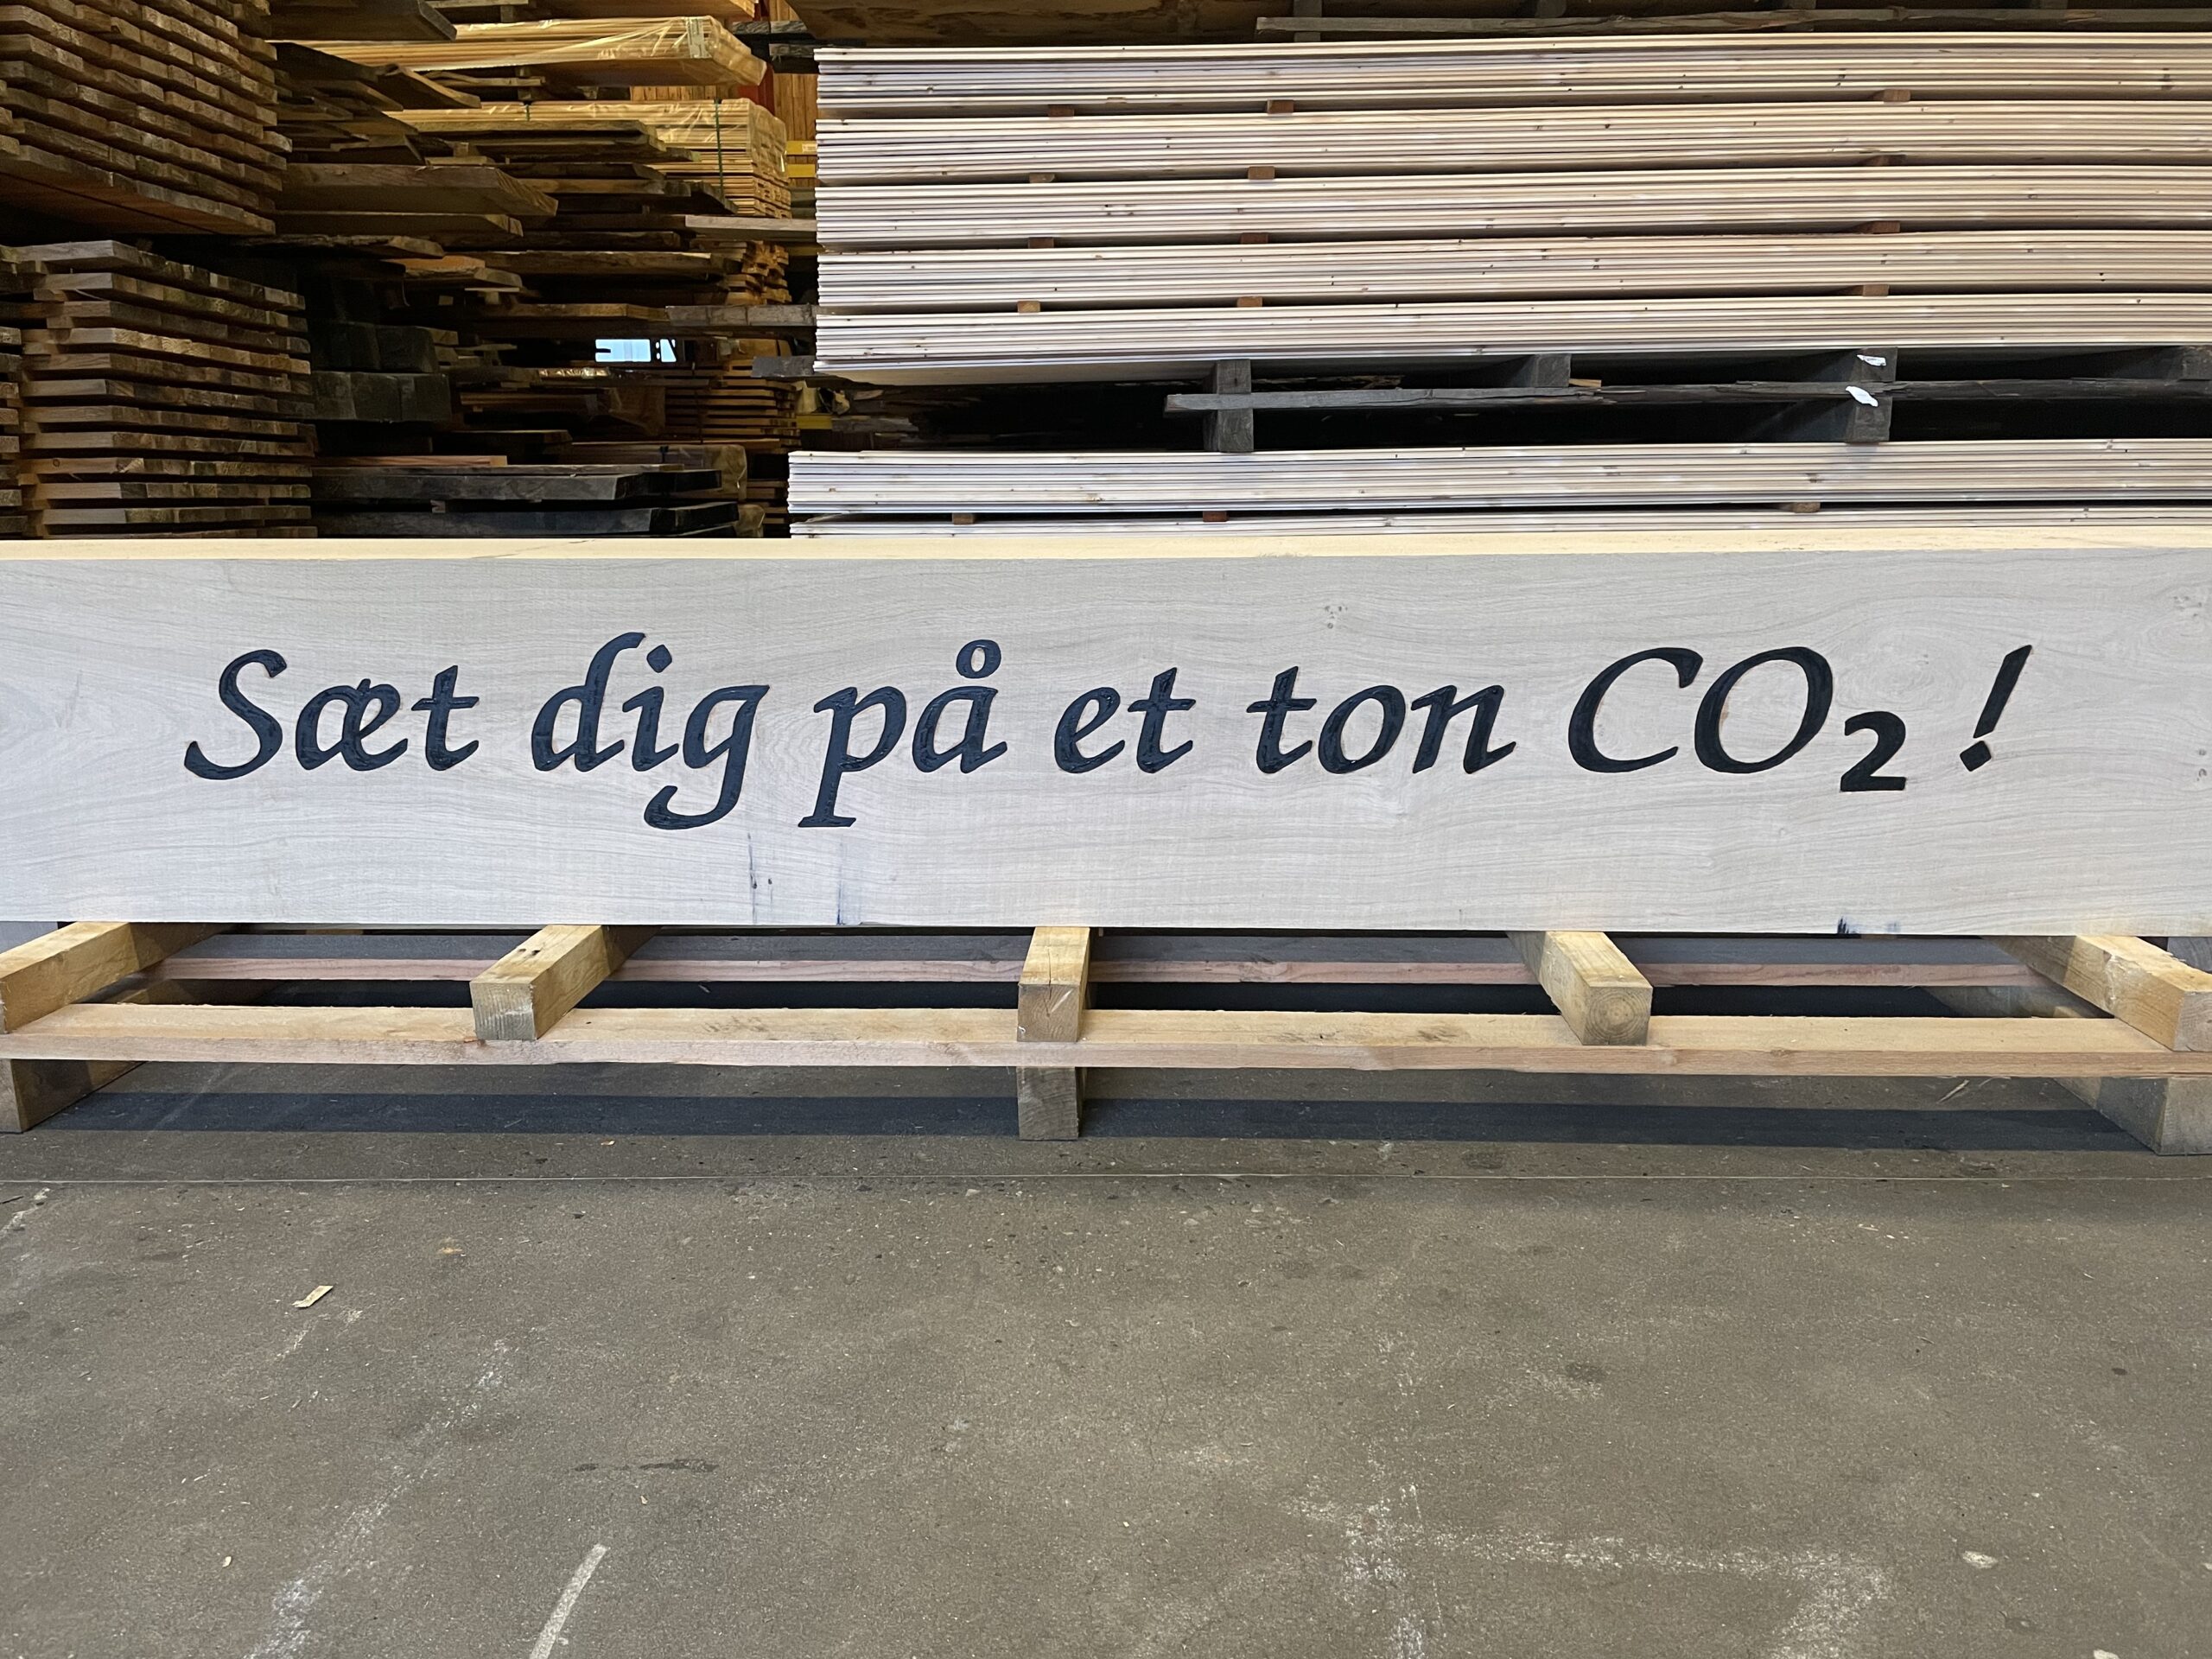 Sæt dig på et ton CO₂ !